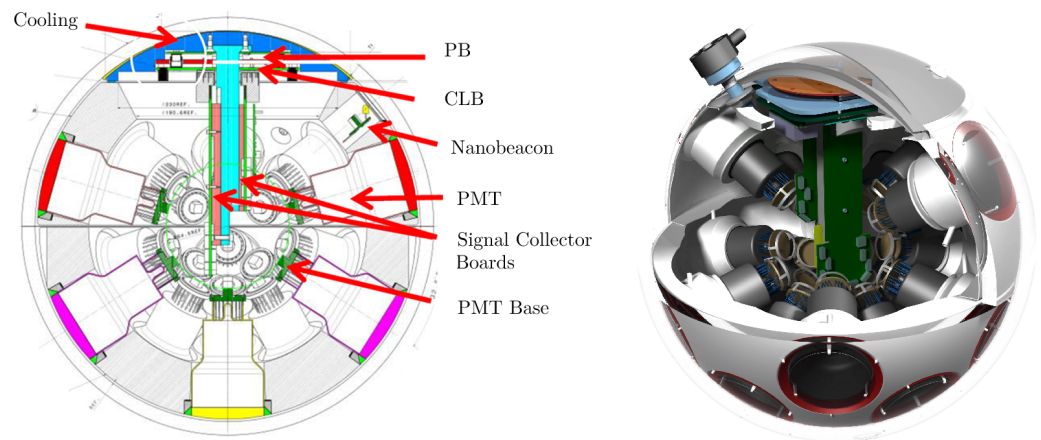 Cooling
PB
CLB
Nanobeacon
PMT
Signal Collector
Boards
PMT Base